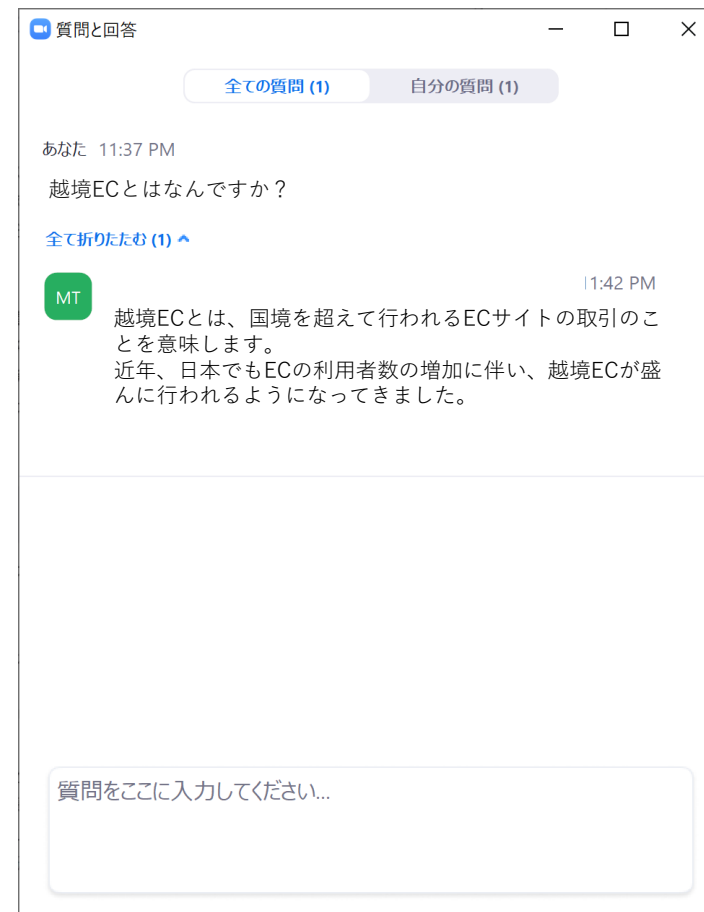 質問と回答
全ての質問 (1)
自分の質問 (1)
あなた 11:37 PM
越境ECとはなんですか？
全て折りたたむ (1)
MT
1:42 PM
越境ECとは、国境を超えて行われるECサイトの取引のこ
とを意味します。
近年、日本でもECの利用者数の増加に伴い、越境ECが盛
んに行われるようになってきました。
質問をここに入力してください...